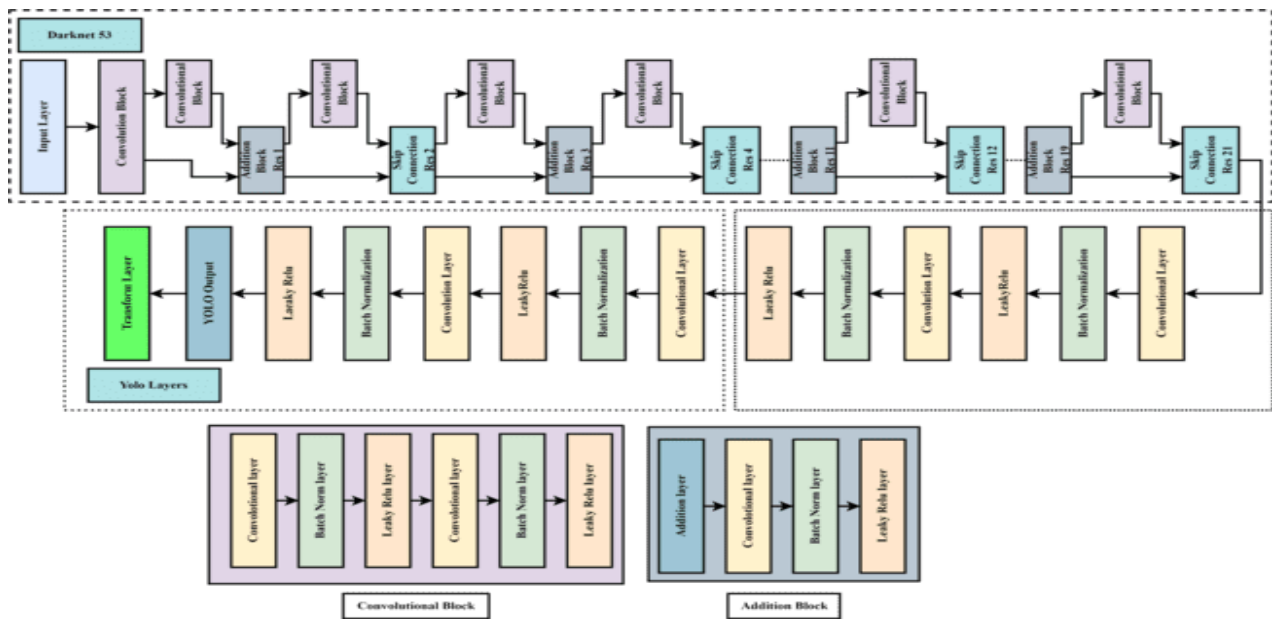 Darknet 53
Input Layer
Convolution Block
Convolutional
Block
Addition
Block
Res 1
Convolutional
Block
Skip
Connection
Res 2
Convolutional
Block
Addition
Block
Res 3
Convolutional
Block
Skip
Connection
Res 4
Addition
Block
Res 11
Convolutional
Block
Skip
Connection
Res 12
Addition
Block
Res 19
Convolutional
Block
Skip
Connection
Res 21
Convolutional Layer
Batch Normalization
LeakyRelu
Convolution Layer
Batch Normalization
Laraky Relu
Convolutional Layer
Batch Normalization
LeakyRelu
Convolution Layer
Batch Normalization
Laraky Relu
YOLO Output
Transform Layer
Yolo Layers
Convolutional layer
Batch Norm layer
Leaky Relu layer
Convolutional layer
Batch Norm layer
Leaky Relu layer
Convolutional Block
Addition layer
Convolutional layer
Batch Norm layer
Leaky Relu layer
Addition Block